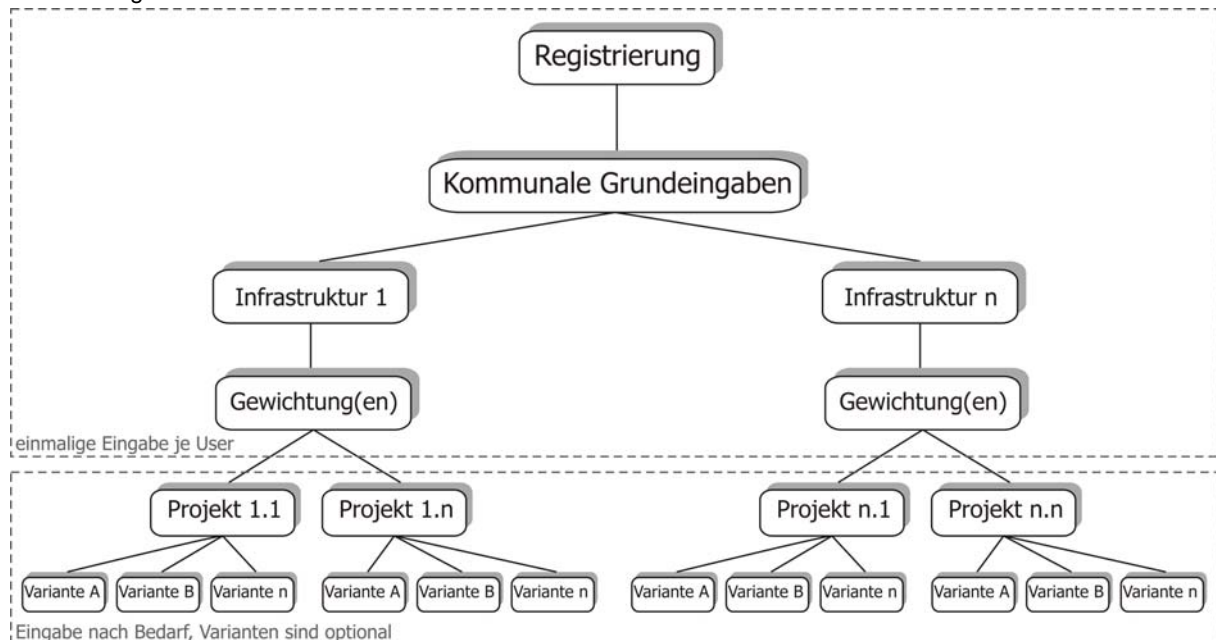 Registrierung
Kommunale Grundeingaben
Infrastruktur 1
Infrastruktur n
Gewichtung(en)
Gewichtung(en)
einmalige Eingabe je User
Projekt 1.1
Projekt 1.n
Projekt n.1
Projekt n.n
Variante A
Variante B
Variante n
Variante A
Variante B
Variante n
Variante A
Variante B
Variante n
Variante A
Variante B
Variante n
Eingabe nach Bedarf, Varianten sind optional